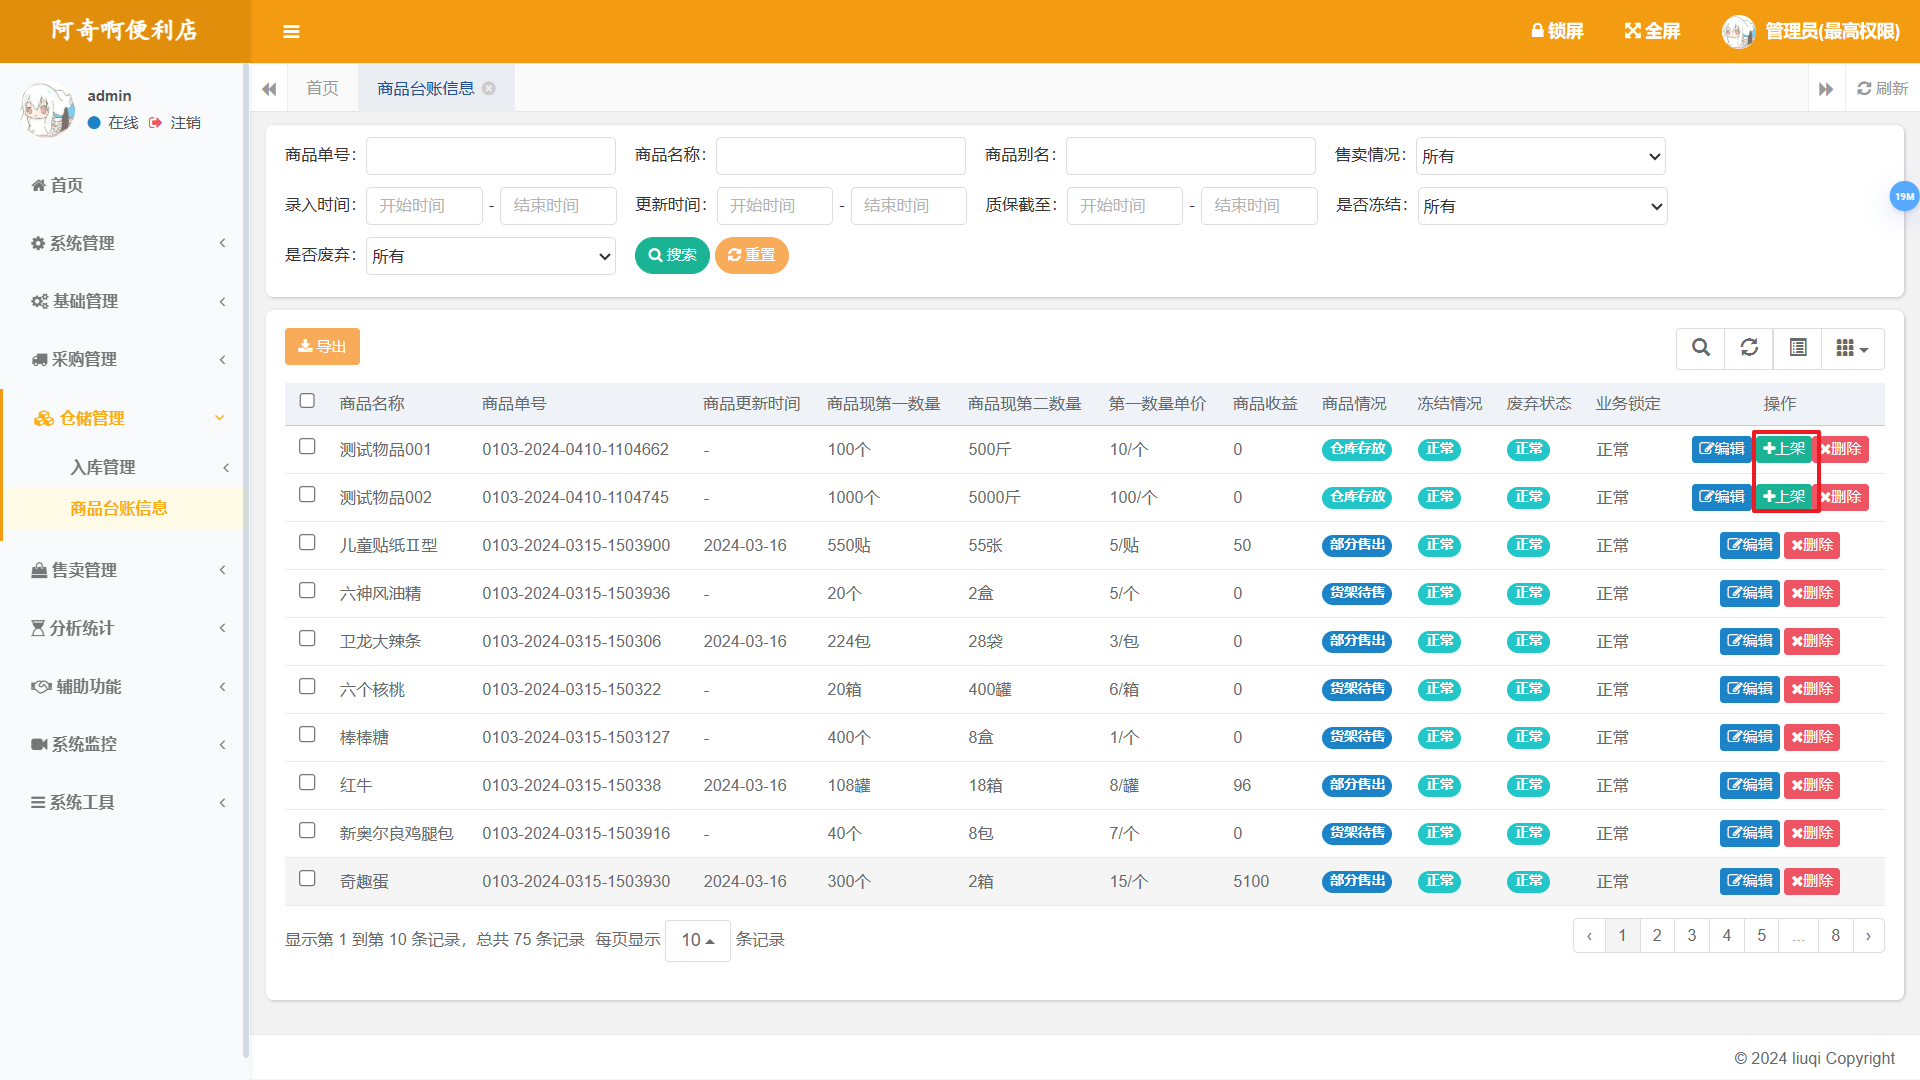 阿奇啊便利店
锁屏 全屏 管理员(最高权限)
admin
在线 注销
首页 商品台账信息 刷新
首页
系统管理
基础管理
采购管理
仓储管理
入库管理
商品台账信息
售卖管理
分析统计
辅助功能
系统监控
系统工具
商品单号： 商品名称： 商品别名： 售卖情况： 所有
录入时间： 开始时间 - 结束时间 更新时间： 开始时间 - 结束时间 质保截至： 开始时间 - 结束时间 是否冻结： 所有
19M
是否废弃： 所有 搜索 重置
导出
商品名称 商品单号 商品更新时间 商品现第一数量 商品现第二数量 第一数量单价 商品收益 商品情况 冻结情况 废弃状态 业务锁定 操作
测试物品001 0103-2024-0410-1104662 - 100个 500斤 10/个 0 仓库存放 正常 正常 正常 编辑 上架 删除
测试物品002 0103-2024-0410-1104745 - 1000个 5000斤 100/个 0 仓库存放 正常 正常 正常 编辑 上架 删除
儿童贴纸Ⅱ型 0103-2024-0315-1503900 2024-03-16 550贴 55张 5/贴 50 部分售出 正常 正常 正常 编辑 删除
六神风油精 0103-2024-0315-1503936 - 20个 2盒 5/个 0 货架待售 正常 正常 正常 编辑 删除
卫龙大辣条 0103-2024-0315-150306 2024-03-16 224包 28袋 3/包 0 部分售出 正常 正常 正常 编辑 删除
六个核桃 0103-2024-0315-150322 - 20箱 400罐 6/箱 0 货架待售 正常 正常 正常 编辑 删除
棒棒糖 0103-2024-0315-1503127 - 400个 8盒 1/个 0 货架待售 正常 正常 正常 编辑 删除
红牛 0103-2024-0315-150338 2024-03-16 108罐 18箱 8/罐 96 部分售出 正常 正常 正常 编辑 删除
新奥尔良鸡腿包 0103-2024-0315-1503916 - 40个 8包 7/个 0 货架待售 正常 正常 正常 编辑 删除
奇趣蛋 0103-2024-0315-1503930 2024-03-16 300个 2箱 15/个 5100 部分售出 正常 正常 正常 编辑 删除
显示第 1 到第 10 条记录，总共 75 条记录 每页显示 10 条记录
‹ 1 2 3 4 5 ... 8 ›
© 2024 liuqi Copyright